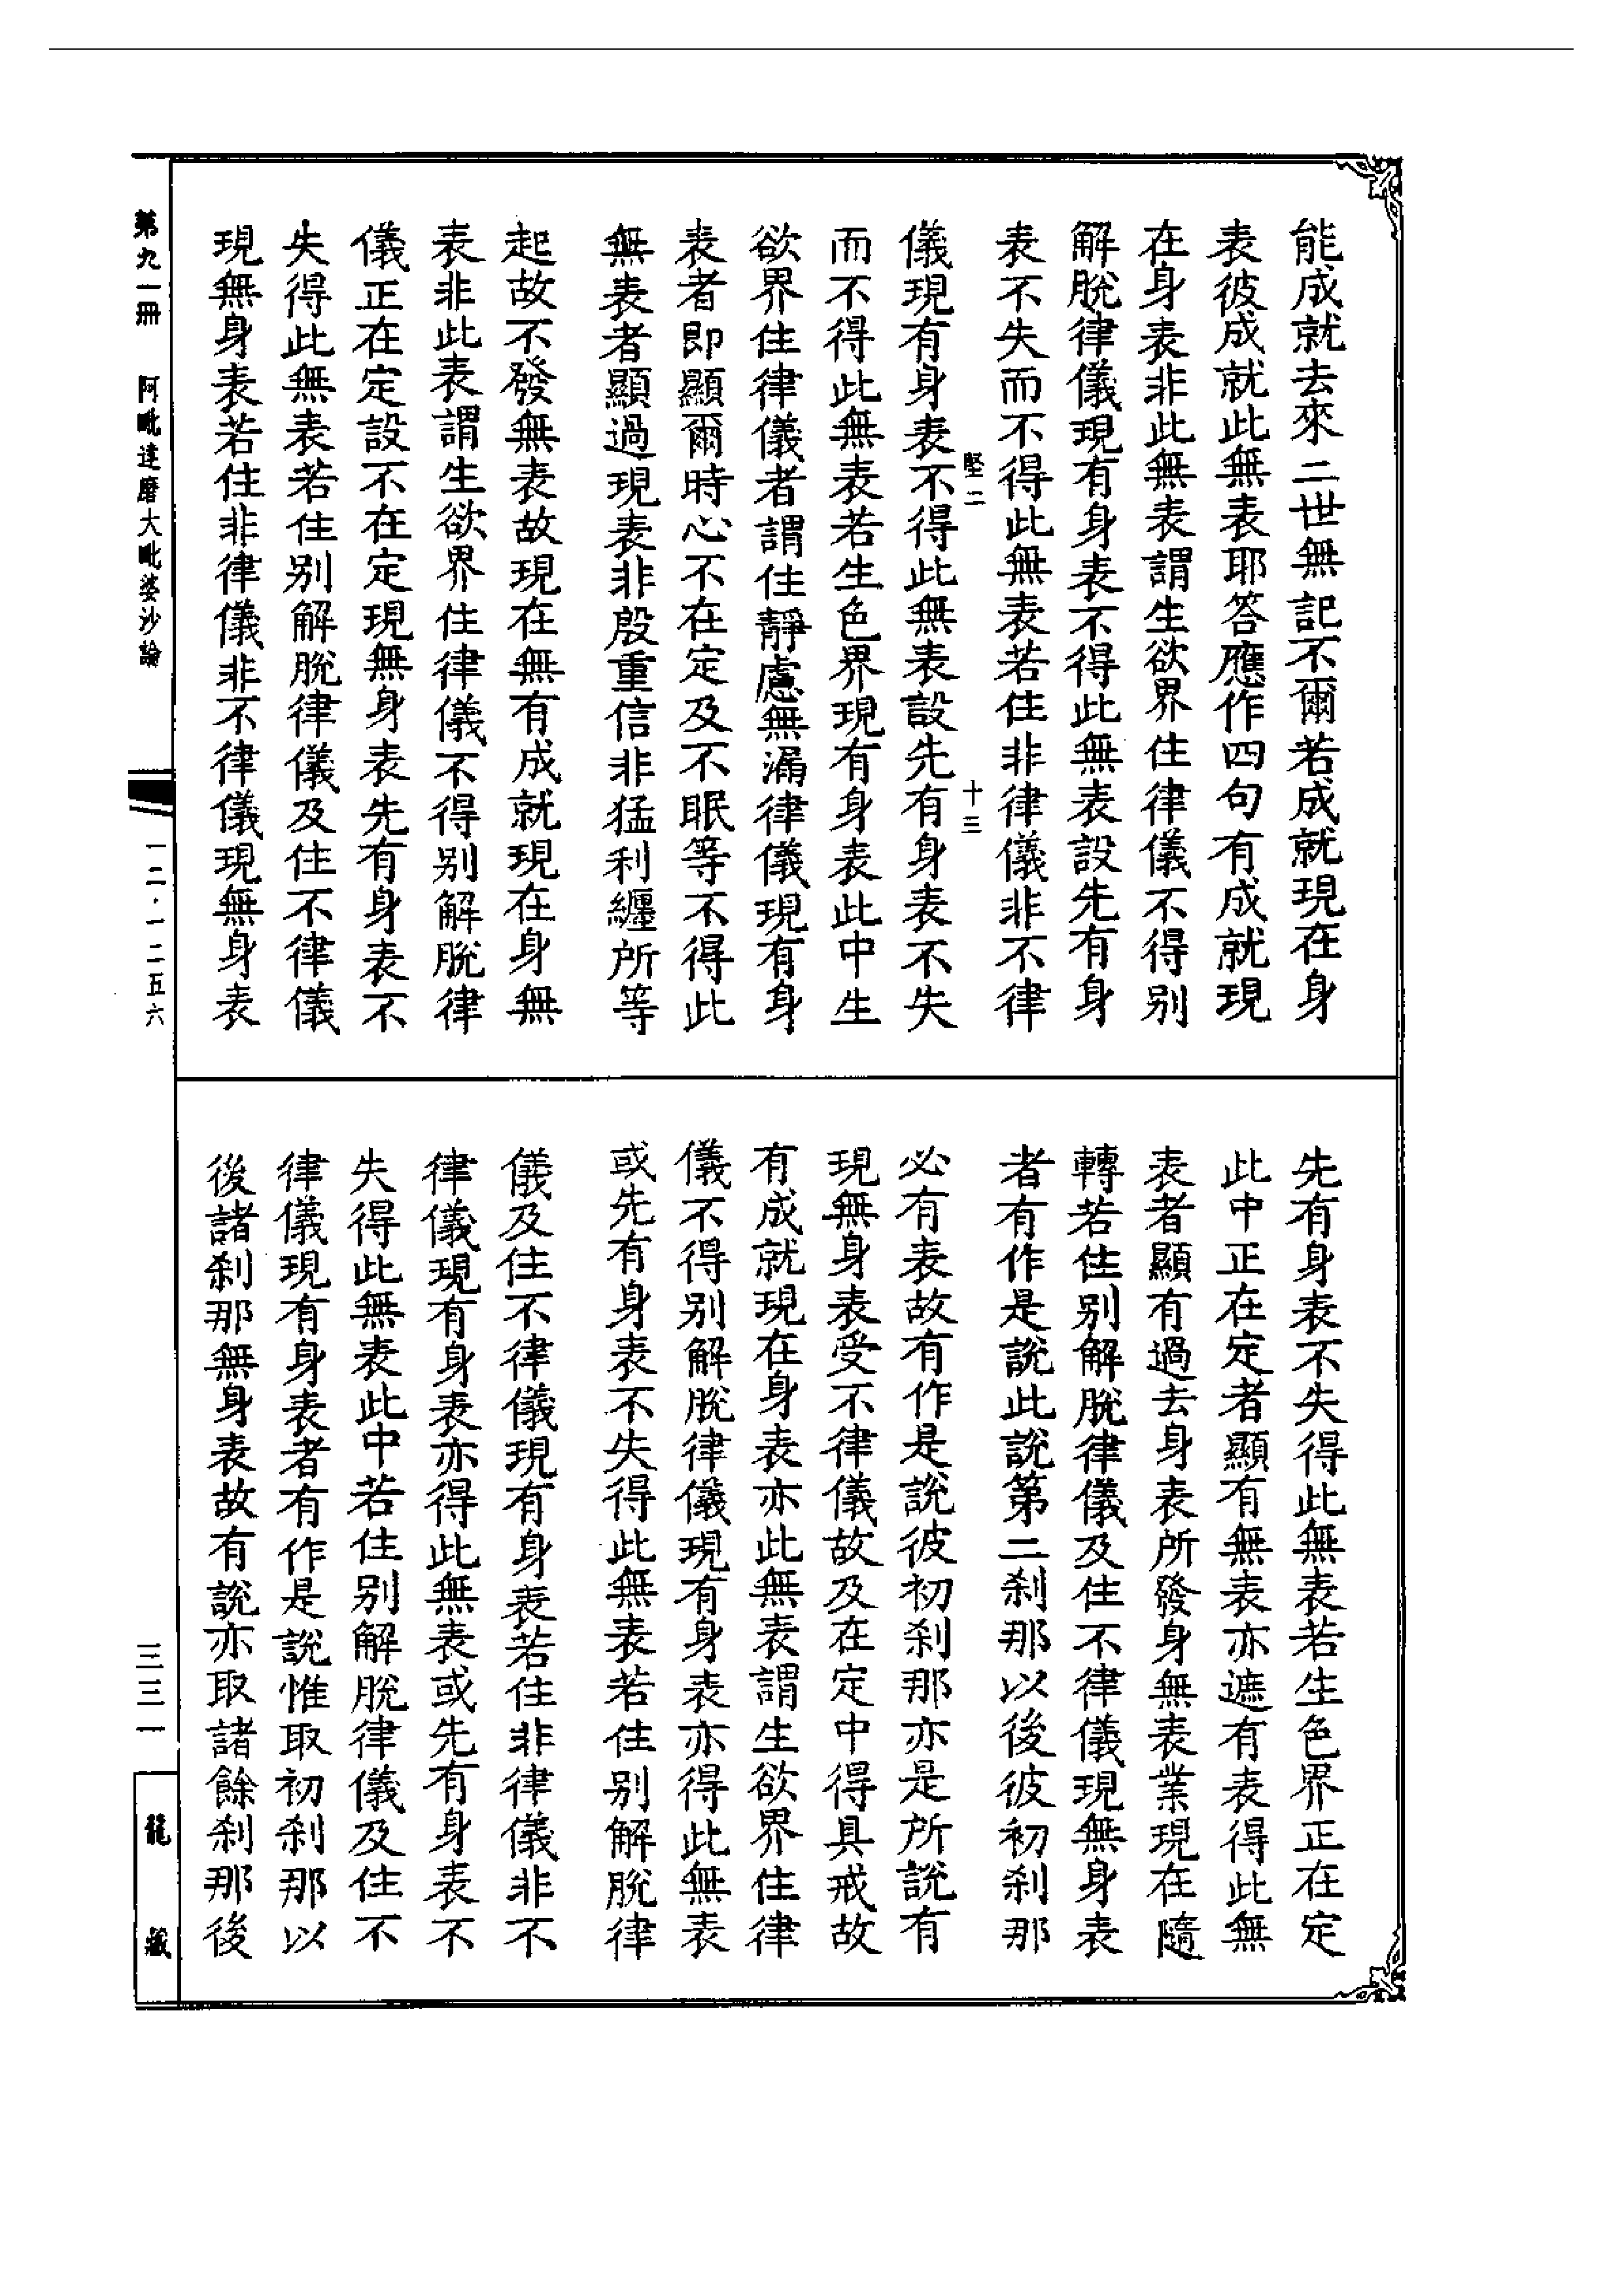 能成就去來二世無記不爾若成就現在身
表彼成就此無表耶答應作四句有成就現
在身表非此無表謂生欲界住律儀不得別
解脫律儀現有身表不得此無表設先有身
表不失而不得此無表若住非律儀非不律
堅二
十三
儀現有身表不得此無表設先有身表不失
而不得此無表若生色界現有身表此中生
欲界住律儀者謂住靜慮無漏律儀現有身
表者即顯爾時心不在定及不眠等不得此
無表者顯過現表非殷重信非猛利纏所等
起故不發無表故現在無有成就現在身無
表非此表謂生欲界住律儀不得別解脫律
儀正在定設不在定現無身表先有身表不
失得此無表若住別解脫律儀及住不律儀
現無身表若住非律儀非不律儀現無身表
先有身表不失得此無表若生色界正在定
此中正在定者顯有無表亦遮有表得此無
表者顯有過去身表所發身無表業現在隨
轉若住別解脫律儀及住不律儀現無身表
者有作是說此說第二剎那以後彼初剎那
必有表故有作是說彼初剎那亦是所說有
現無身表受不律儀故及在定中得具戒故
有成就現在身表亦此無表謂生欲界住律
儀不得別解脫律儀現有身表亦得此無表
或先有身表不失得此無表若住別解脫律
儀及住不律儀現有身表若住非律儀非不
律儀現有身表亦得此無表或先有身表不
失得此無表此中若住別解脫律儀及住不
律儀現有身表者有作是說惟取初剎那以
後諸剎那無身表故有說亦取諸餘剎那後
第九一冊 阿毗達磨大毗婆沙論
一二·一二五六
三三一
龍藏